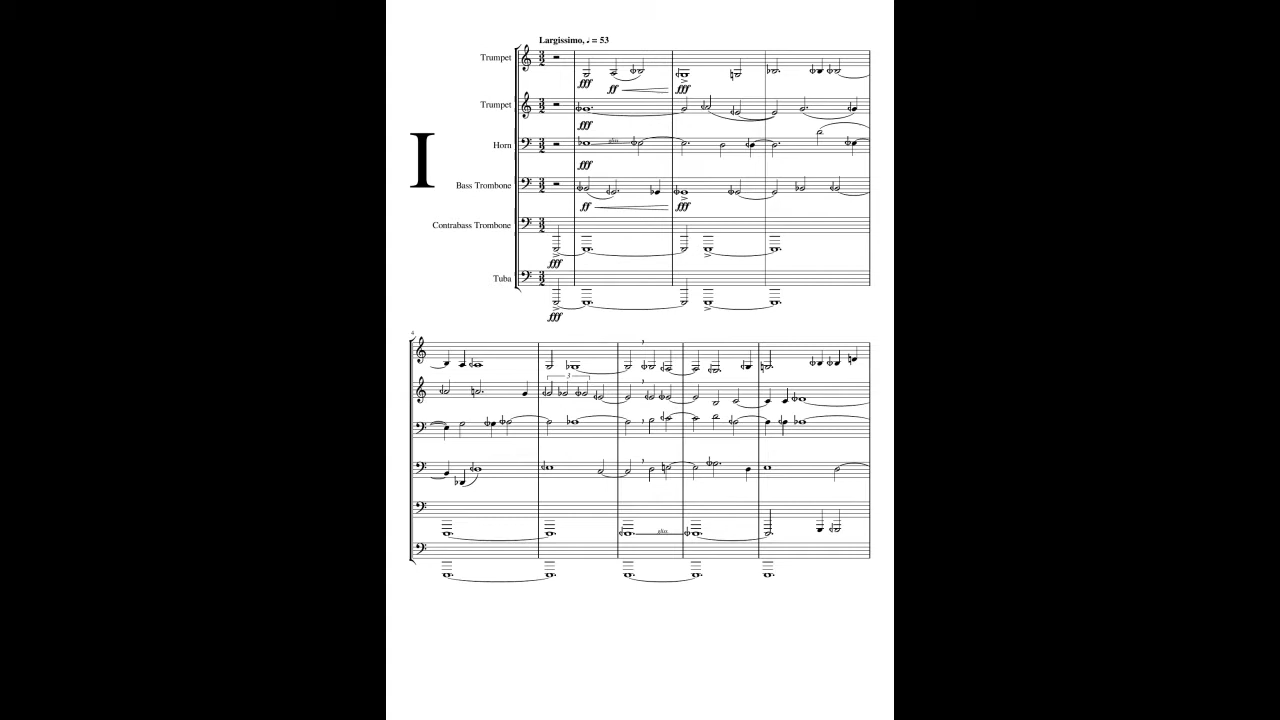 Largissimo, ♩ = 53
Trumpet
fff
ff
fff
Trumpet
fff
Horn
gliss
fff
I
Bass Trombone
ff
fff
Contrabass Trombone
fff
Tuba
fff
4
3
gliss